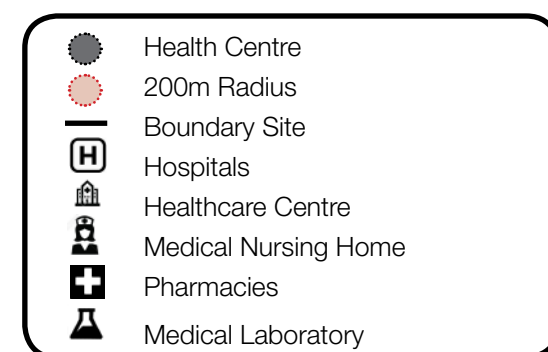 Health Centre
200m Radius
Boundary Site
H
Hospitals
Healthcare Centre
Medical Nursing Home
Pharmacies
Medical Laboratory